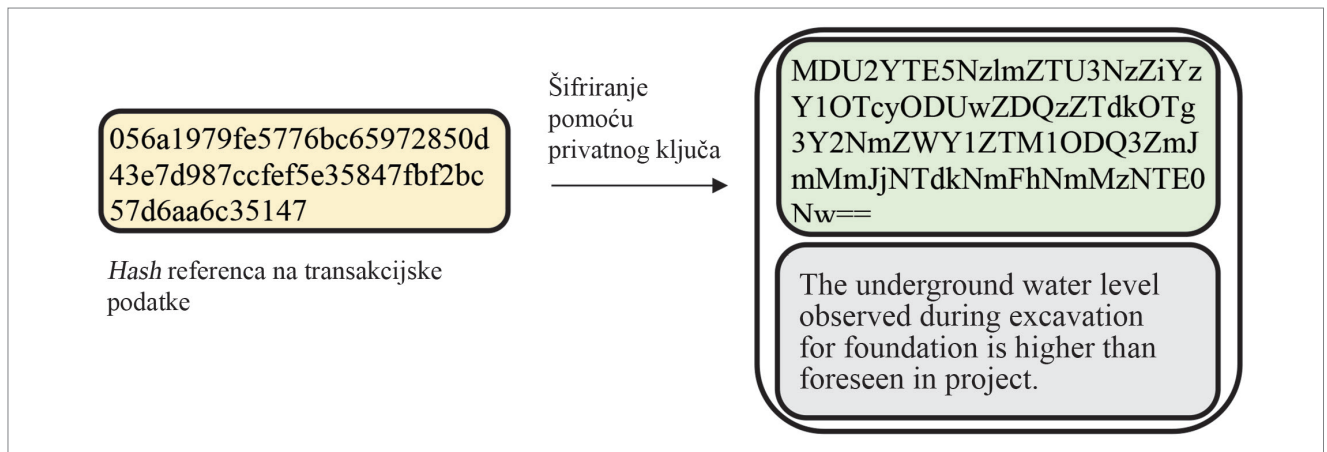 056a1979fe5776bc65972850d
43e7d987ccfef5e35847fbf2bc
57d6aa6c35147
Hash referenca na transakcijske
podatke
Šifriranje
pomoću
privatnog ključa
MDU2YTE5NzlmZTU3NzZiYz
Y1OTcyODUwZDQzZTdkOTg
3Y2NmZWY1ZTM1ODQ3ZmJ
mMmJjNTdkNmFhNmMzNTE0
Nw==
The underground water level
observed during excavation
for foundation is higher than
foreseen in project.